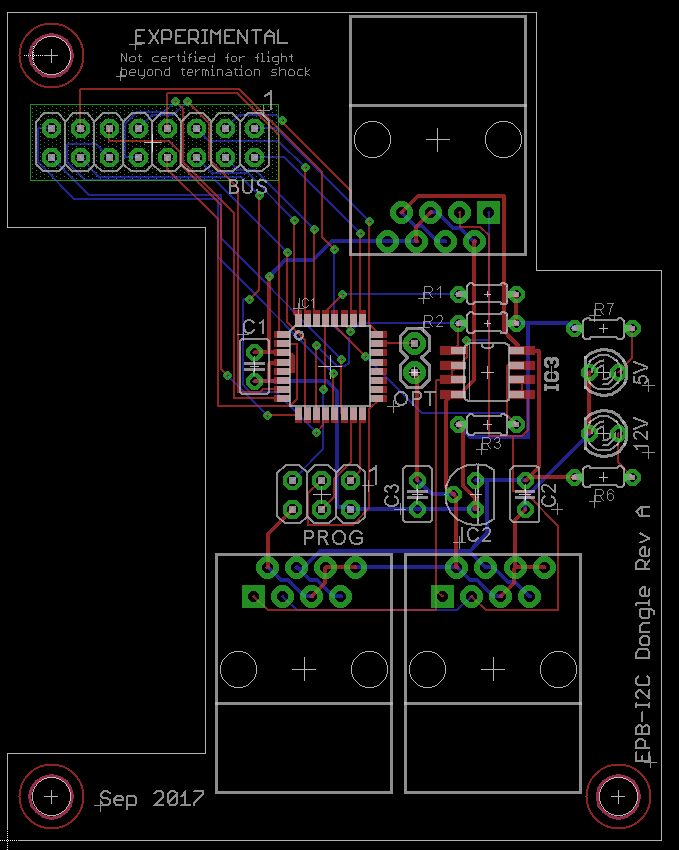 EXPERIMENTAL
Not certified for flight
beyond termination shock
1
BUS
R1
IC1
R2
C1
R7
5V
IC3
OPT
12V
R3
1
C3
C2
R6
PROG
IC2
EPB-I2C Dongle Rev A
Sep 2017